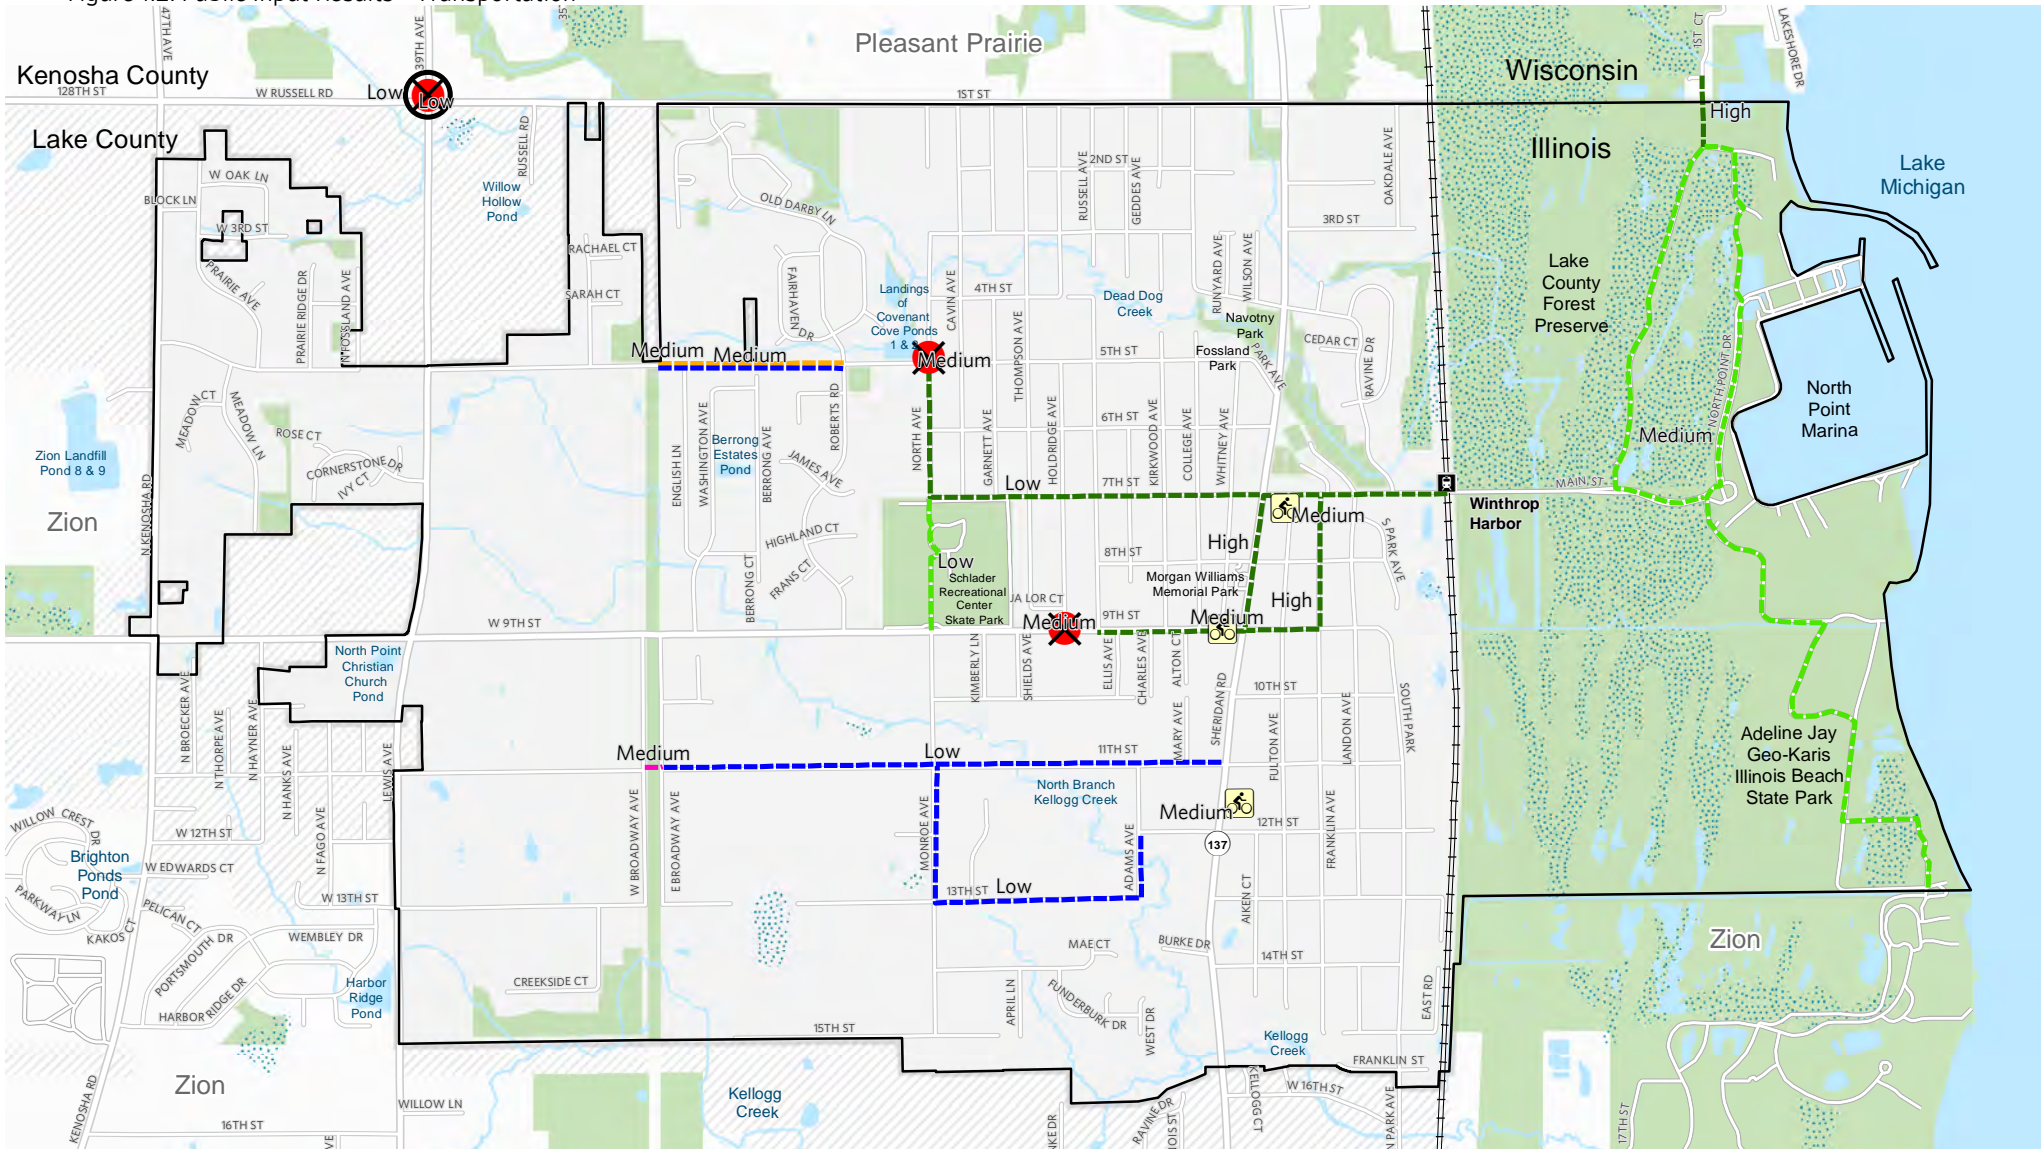 Pleasant Prairie
Kenosha County
Wisconsin
47TH AVE
39TH AVE
1ST CT
LAKESHORE DR
128TH ST
W RUSSELL RD
Low
Low
1ST ST
High
Lake County
Illinois
Lake
Michigan
W OAK LN
BLOCK LN
W 3RD ST
RUSSELL RD
Willow
Hollow
Pond
OLD DARBY LN
RUSSELL AVE
2ND ST
GEDDES AVE
OAKDALE AVE
3RD ST
PRAIRIE AVE
PRAIRIE RIDGE DR
N FOSSLAND AVE
RACHAEL CT
SARAH CT
FAIRHAVEN DR
Landings
of
Covenant
Cove Ponds
1 &
CAVIN AVE
4TH ST
THOMPSON AVE
Dead Dog
Creek
RUNYARD AVE
WILSON AVE
Navotny
Park
Fossland
Park
PARK AVE
CEDAR CT
RAVINE DR
Lake
County
Forest
Preserve
Medium
Medium
Medium
5TH ST
NORTH POINT DR
North
Point
Marina
Medium
MEADOW CT
MEADOW LN
ROSE CT
CORNERSTONE DR
IVY CT
Zion Landfill
Pond 8 & 9
Zion
N KENOSHA RD
ENGLISH LN
WASHINGTON AVE
Berrong
Estates
Pond
BERRONG AVE
ROBERTS RD
JAMES AVE
NORTH AVE
GARNETT AVE
HOLDRIDGE AVE
6TH ST
KIRKWOOD AVE
COLLEGE AVE
WHITNEY AVE
Low
7TH ST
MAIN ST
Winthrop
Harbor
Medium
HIGHLAND CT
BERRONG CT
FRANS CT
Low
Schlader
Recreational
Center
Skate Park
JA LOR CT
8TH ST
High
S PARK AVE
Morgan Williams
Memorial Park
High
Medium
9TH ST
Medium
W 9TH ST
North Point
Christian
Church
Pond
KIMBERLY LN
SHIELDS AVE
ELLIS AVE
CHARLES AVE
ALTON CT
MARY AVE
SHERIDAN RD
10TH ST
FULTON AVE
LANDON AVE
SOUTH PARK
N BROECKER AVE
N THORPE AVE
N HAYNER AVE
N HANKS AVE
N FAGO AVE
LEWIS AVE
Medium
Low
11TH ST
North Branch
Kellogg Creek
Adeline Jay
Geo-Karis
Illinois Beach
State Park
WILLOW CREST DR
W 12TH ST
W EDWARDS CT
Brighton
Ponds
Pond
W BROADWAY AVE
E BROADWAY AVE
MONROE AVE
ADAMS AVE
Medium
12TH ST
137
FRANKLIN AVE
13TH ST
Low
PARKWAY LN
KAKOS CT
PELICAN CT
W 13TH ST
PORTSMOUTH DR
WEMBLEY DR
AIKEN CT
MAE CT
BURKE DR
14TH ST
Zion
HARBOR RIDGE DR
Harbor
Ridge
Pond
CREEKSIDE CT
APRIL LN
FUNDERBURK DR
WEST DR
EAST RD
15TH ST
Kellogg
Creek
FRANKLIN ST
Zion
KENOSHA RD
WILLOW LN
16TH ST
Kellogg
Creek
RAVINE DR
KELLOGG CT
W 16TH ST
N PARK AVE
17TH ST